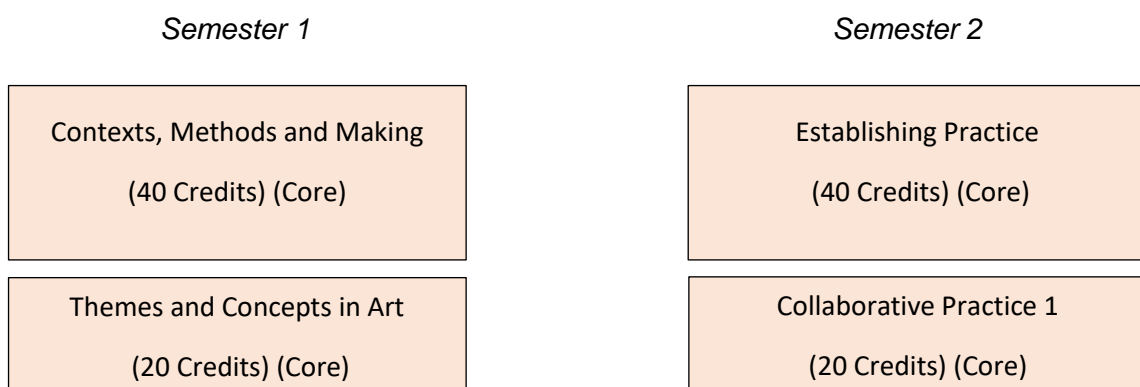 Semester 1
Semester 2
Contexts, Methods and Making
(40 Credits) (Core)
Establishing Practice
(40 Credits) (Core)
Themes and Concepts in Art
(20 Credits) (Core)
Collaborative Practice 1
(20 Credits) (Core)